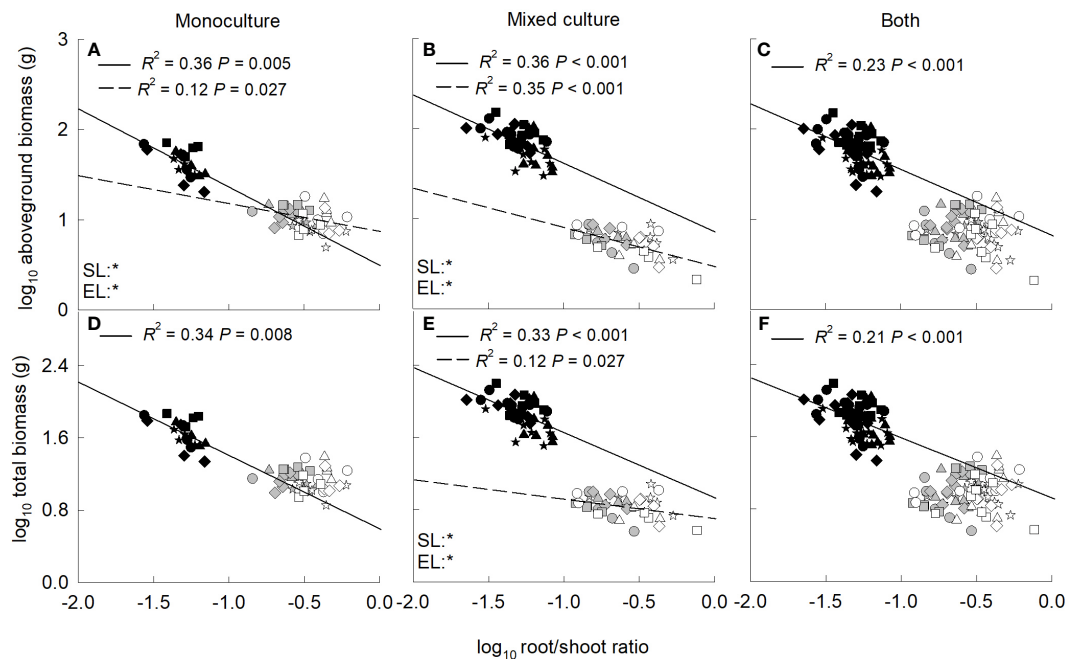 Monoculture
Mixed culture
Both
log10 aboveground biomass (g)
3
2
1
0
A
R² = 0.36 P = 0.005
R² = 0.12 P = 0.027
SL:*
EL:*
B
R² = 0.36 P < 0.001
R² = 0.35 P < 0.001
SL:*
EL:*
C
R² = 0.23 P < 0.001
log10 total biomass (g)
2.4
1.6
0.8
0.0
D
R² = 0.34 P = 0.008
E
R² = 0.33 P < 0.001
R² = 0.12 P = 0.027
SL:*
EL:*
F
R² = 0.21 P < 0.001
-2.0 -1.5 -1.0 -0.5 0.0
-2.0 -1.5 -1.0 -0.5 0.0
-2.0 -1.5 -1.0 -0.5 0.0
log10 root/shoot ratio